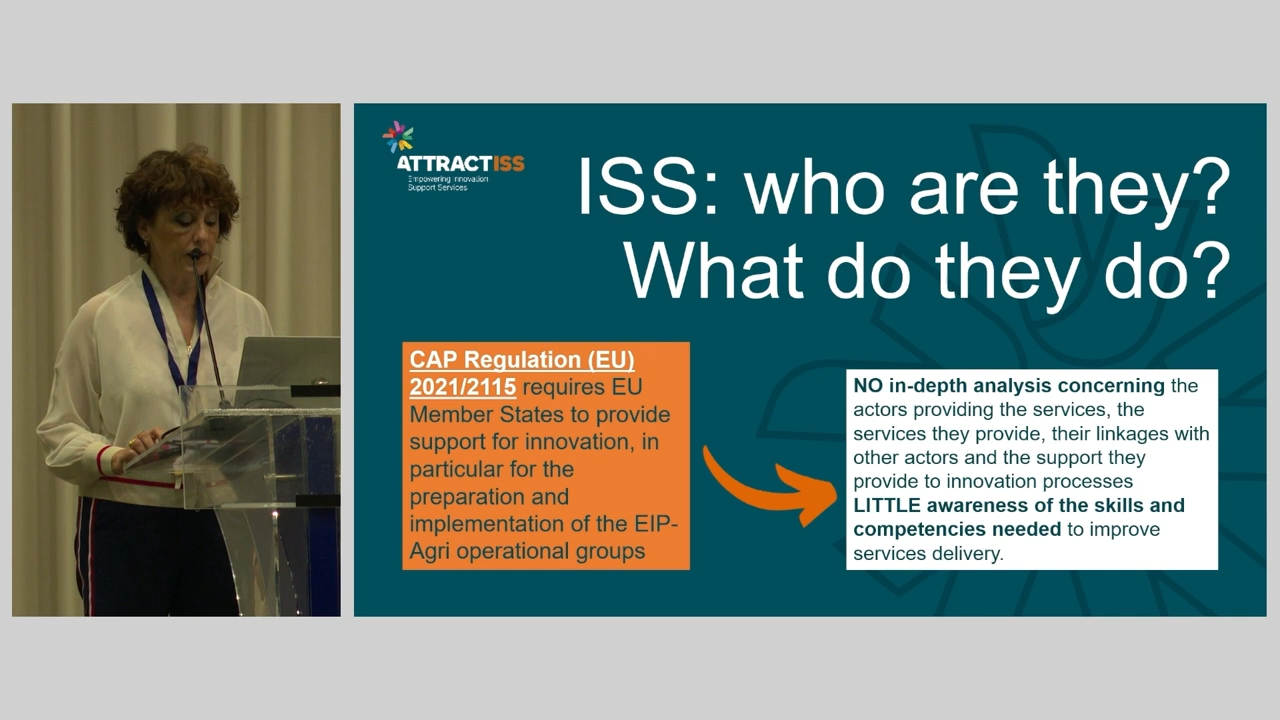 ATTRACTISS
Empowering Innovation
Support Services
ISS: who are they?
What do they do?
CAP Regulation (EU)
2021/2115 requires EU
Member States to provide
support for innovation, in
particular for the
preparation and
implementation of the EIP-
Agri operational groups
NO in-depth analysis concerning the
actors providing the services, the
services they provide, their linkages with
other actors and the support they
provide to innovation processes
LITTLE awareness of the skills and
competencies needed to improve
services delivery.